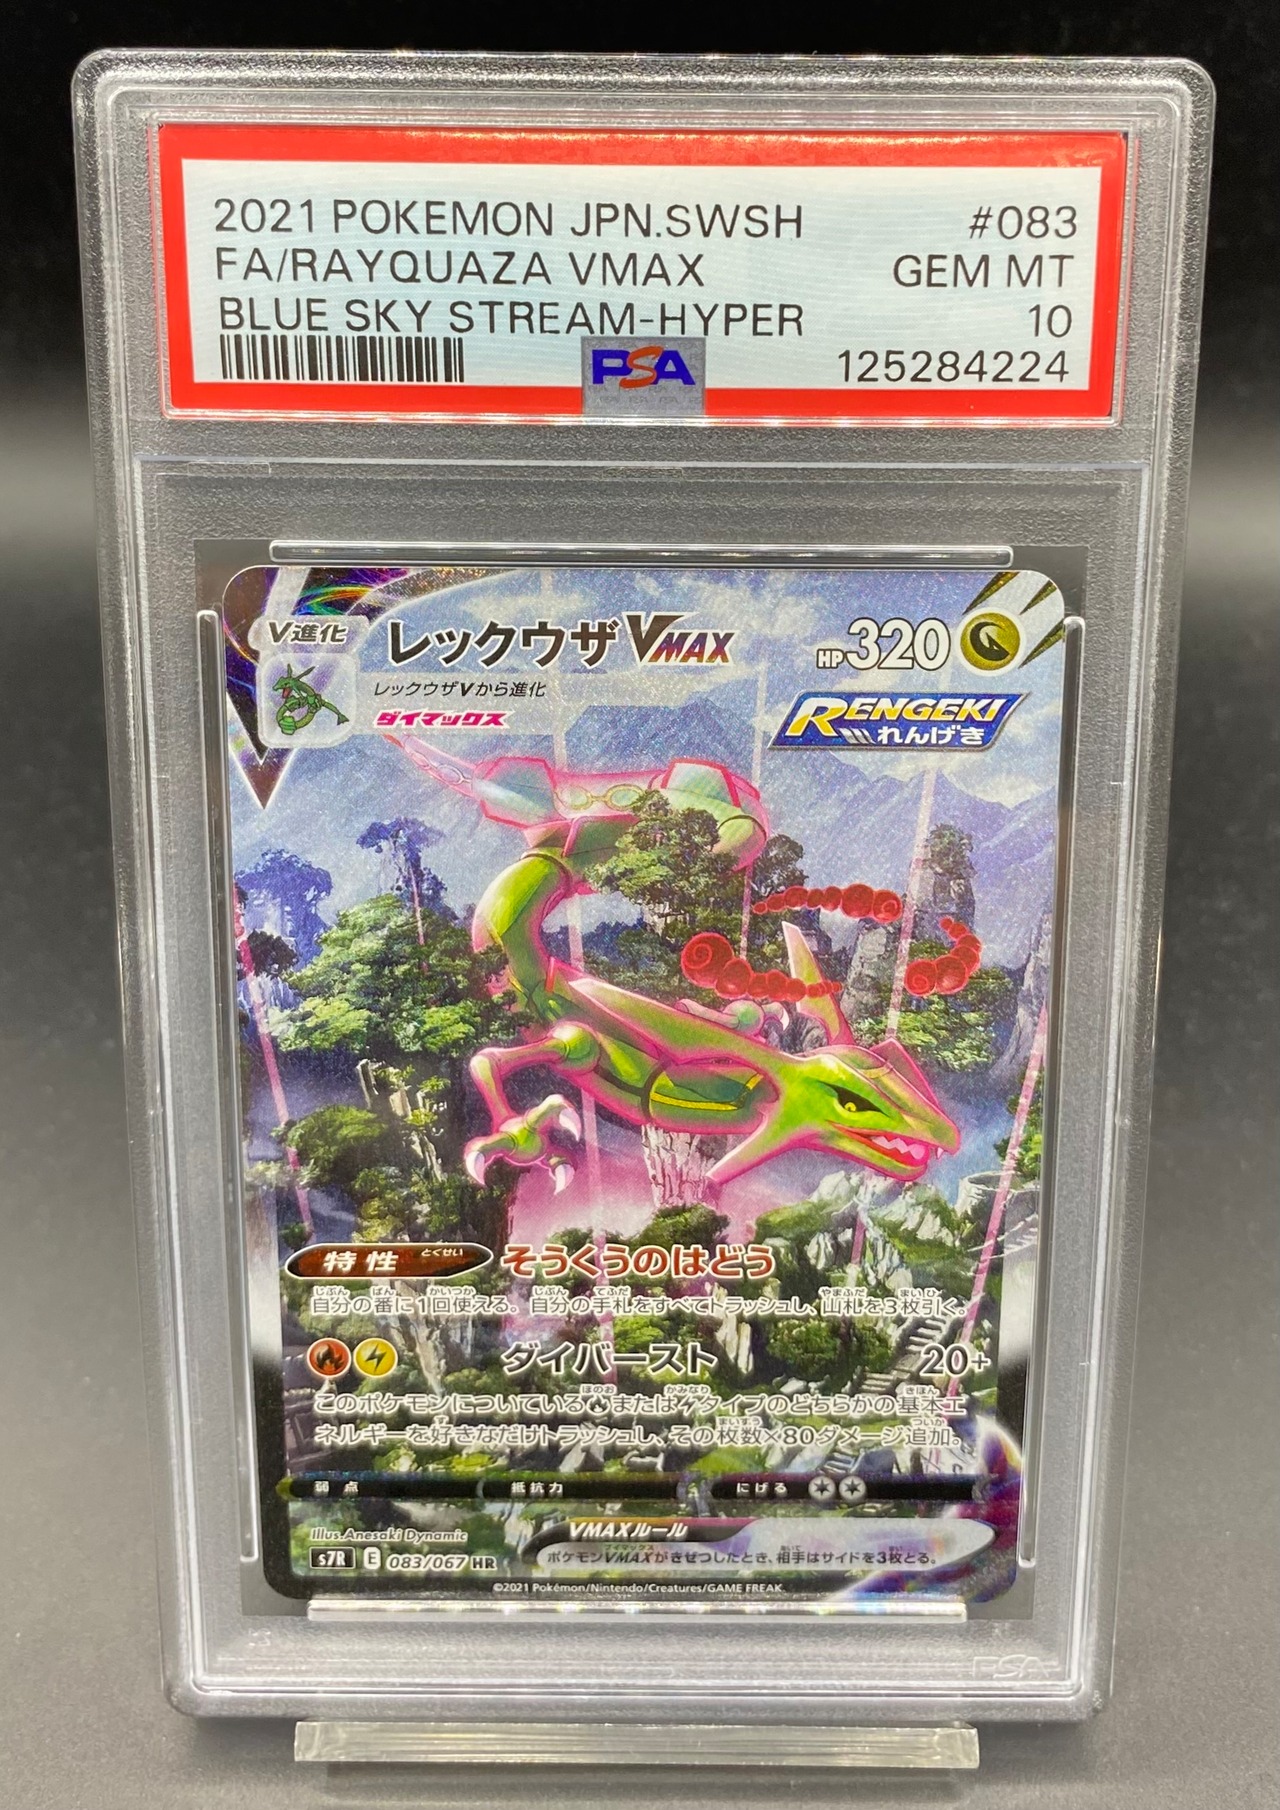 2021 POKEMON JPN.SWSH #083
FA/RAYQUAZA VMAX GEM MT
BLUE SKY STREAM-HYPER 10
PSA 125284224
V進化
レックウザVMAX HP320
レックウザVから進化
ダイマックス
RENGEKI
れんげき
特性 とくせい そうくうのはどう
自分の番に1回使える。自分の手札をすべてトラッシュし、山札を3枚引く。
ダイバースト 20+
このポケモンについているまたはタイプのどちらかの基本エ
ネルギーを好きなだけトラッシュし、その枚数×80ダメージ追加。
弱点 抵抗力 にげる
Illus.Anesaki Dynamic
VMAXルール
s7R E 083/067 HR
ポケモンVMAXがきぜつしたとき、相手はサイドを3枚とる。
©2021 Pokémon/Nintendo/Creatures/GAME FREAK.
PSA